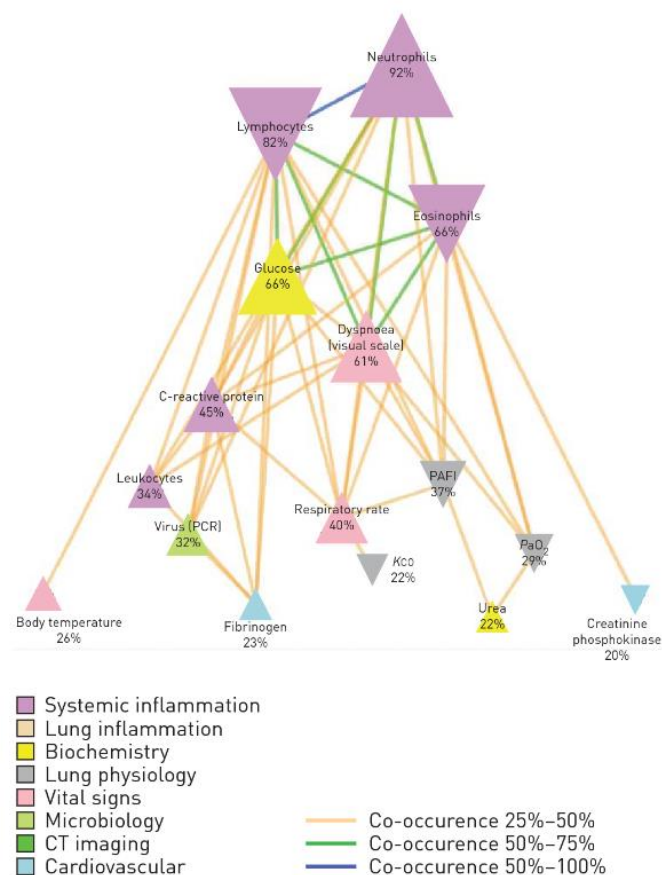 Neutrophils
92%
Lymphocytes
82%
Eosinophils
66%
Glucose
66%
Dyspnoea
(visual scale)
61%
C-reactive protein
45%
Leukocytes
34%
PAFI
37%
Respiratory rate
40%
Virus (PCR)
32%
PaO2
29%
KCO
22%
Body temperature
26%
Fibrinogen
23%
Urea
22%
Creatinine
phosphokinase
20%
Systemic inflammation
Lung inflammation
Biochemistry
Lung physiology
Vital signs
Microbiology
CT imaging
Cardiovascular
Co-occurence 25%–50%
Co-occurence 50%–75%
Co-occurence 50%–100%